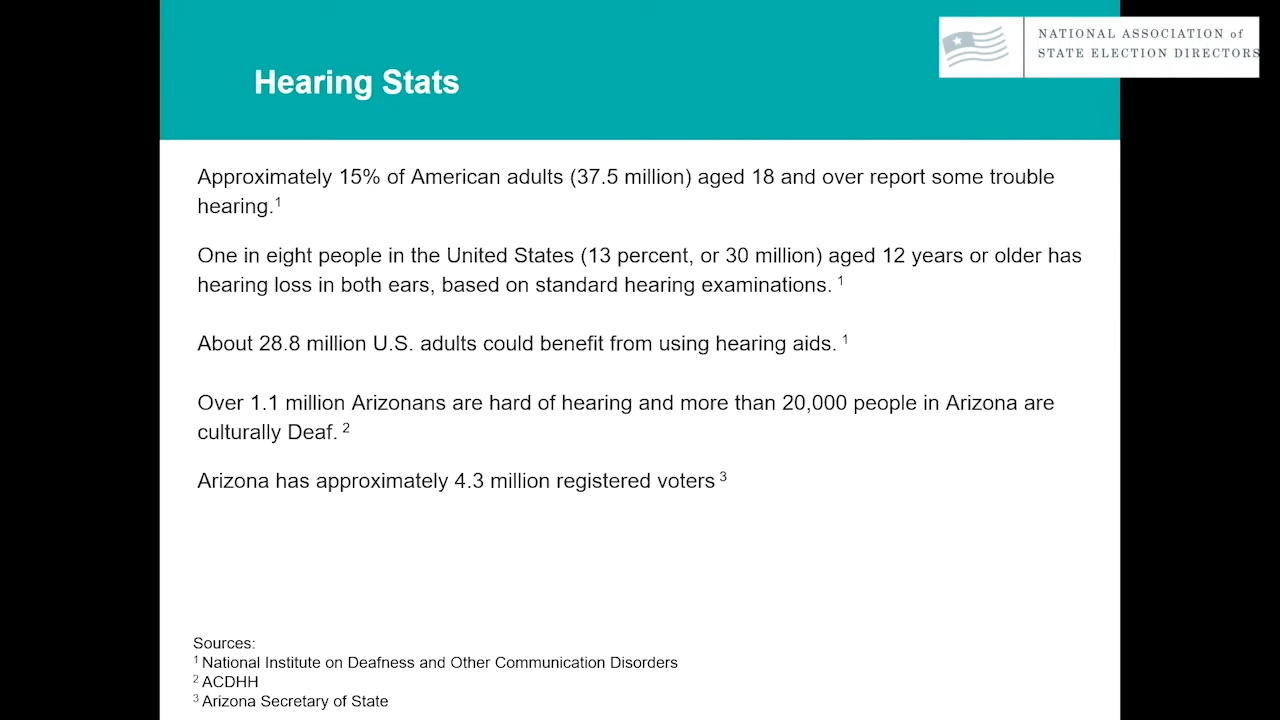 NATIONAL ASSOCIATION of
STATE ELECTION DIRECTORS
Hearing Stats
Approximately 15% of American adults (37.5 million) aged 18 and over report some trouble
hearing.¹
One in eight people in the United States (13 percent, or 30 million) aged 12 years or older has
hearing loss in both ears, based on standard hearing examinations. ¹
About 28.8 million U.S. adults could benefit from using hearing aids. ¹
Over 1.1 million Arizonans are hard of hearing and more than 20,000 people in Arizona are
culturally Deaf. ²
Arizona has approximately 4.3 million registered voters ³
Sources:
¹ National Institute on Deafness and Other Communication Disorders
² ACDHH
³ Arizona Secretary of State